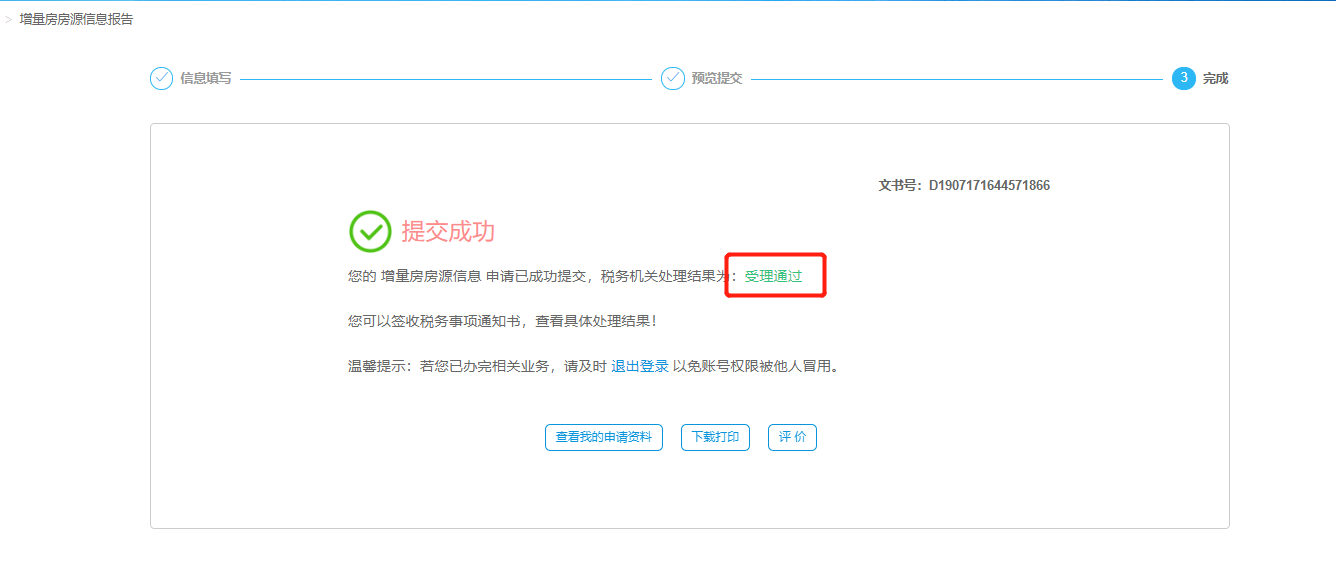 > 增量房房源信息报告
信息填写
预览提交
3 完成
文书号：D1907171644571866
提交成功
您的 增量房房源信息 申请已成功提交，税务机关处理结果为：受理通过
您可以签收税务事项通知书，查看具体处理结果！
温馨提示：若您已办完相关业务，请及时 退出登录 以免账号权限被他人冒用。
查看我的申请资料
下载打印
评 价